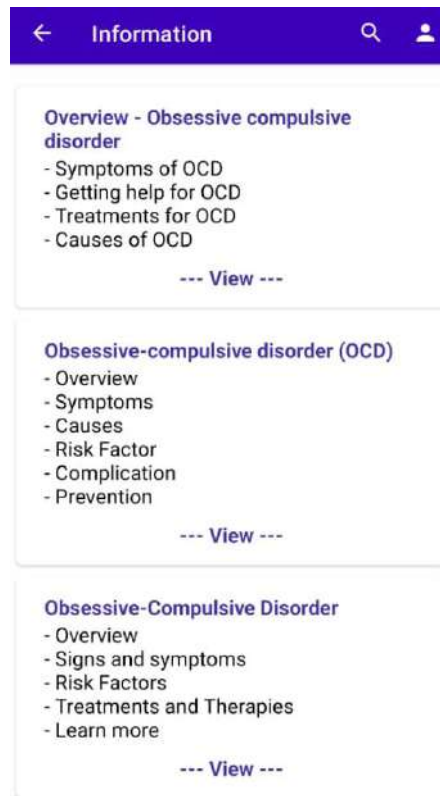 Information
Overview - Obsessive compulsive
disorder
- Symptoms of OCD
- Getting help for OCD
- Treatments for OCD
- Causes of OCD
--- View ---
Obsessive-compulsive disorder (OCD)
- Overview
- Symptoms
- Causes
- Risk Factor
- Complication
- Prevention
--- View ---
Obsessive-Compulsive Disorder
- Overview
- Signs and symptoms
- Risk Factors
- Treatments and Therapies
- Learn more
--- View ---